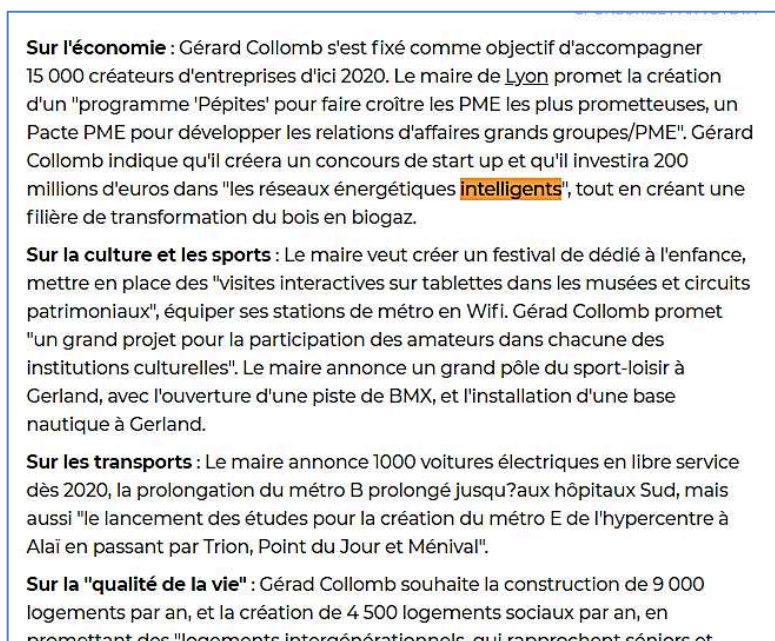 Sur l'économie : Gérard Collomb s'est fixé comme objectif d'accompagner
15 000 créateurs d'entreprises d'ici 2020. Le maire de Lyon promet la création
d'un "programme 'Pépites' pour faire croître les PME les plus prometteuses, un
Pacte PME pour développer les relations d'affaires grands groupes/PME". Gérard
Collomb indique qu'il créera un concours de start up et qu'il investira 200
millions d'euros dans "les réseaux énergétiques intelligents", tout en créant une
filière de transformation du bois en biogaz.
Sur la culture et les sports : Le maire veut créer un festival de dédié à l'enfance,
mettre en place des "visites interactives sur tablettes dans les musées et circuits
patrimoniaux", équiper ses stations de métro en Wifi. Gérad Collomb promet
"un grand projet pour la participation des amateurs dans chacune des
institutions culturelles". Le maire annonce un grand pôle du sport-loisir à
Gerland, avec l'ouverture d'une piste de BMX, et l'installation d'une base
nautique à Gerland.
Sur les transports : Le maire annonce 1000 voitures électriques en libre service
dès 2020, la prolongation du métro B prolongé jusqu?aux hôpitaux Sud, mais
aussi "le lancement des études pour la création du métro E de l'hypercentre à
Alaï en passant par Trion, Point du Jour et Ménival".
Sur la "qualité de la vie" : Gérad Collomb souhaite la construction de 9 000
logements par an, et la création de 4 500 logements sociaux par an, en
promettant des "logements intergénérationnels, qui rapprochent séniors et